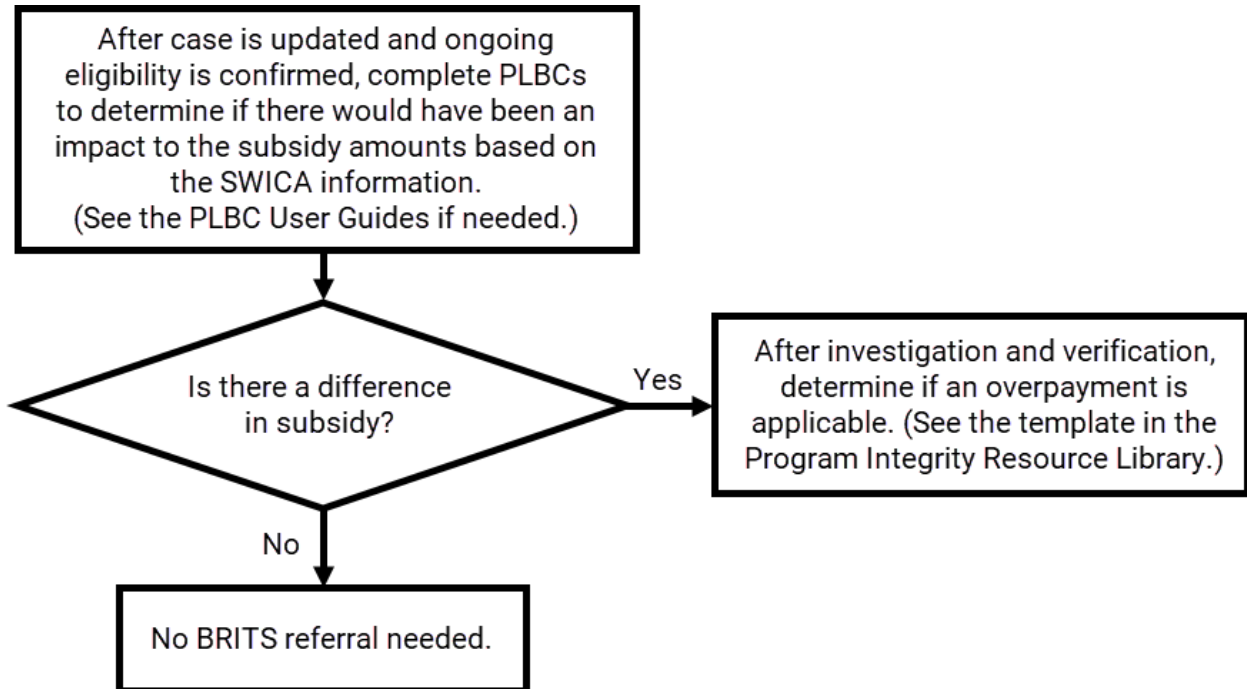 After case is updated and ongoing
eligibility is confirmed, complete PLBCs
to determine if there would have been an
impact to the subsidy amounts based on
the SWICA information.
(See the PLBC User Guides if needed.)
Is there a difference
in subsidy?
Yes
After investigation and verification,
determine if an overpayment is
applicable. (See the template in the
Program Integrity Resource Library.)
No
No BRITS referral needed.